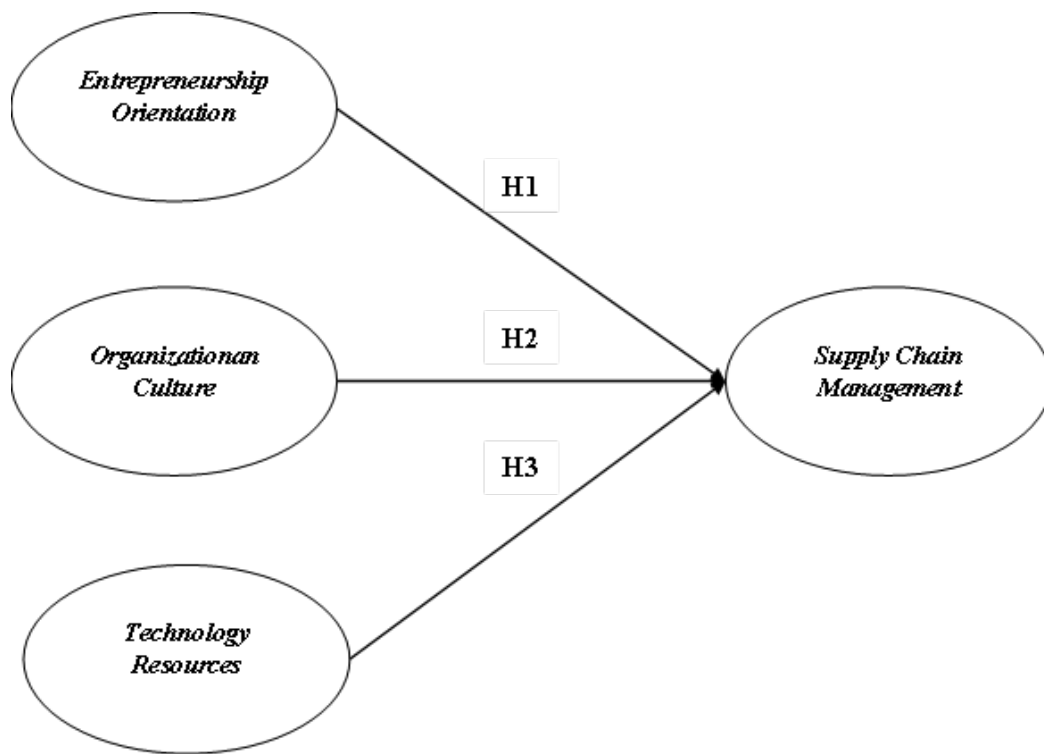 Entrepreneurship
Orientation
H1
Organizationan
Culture
H2
Supply Chain
Management
H3
Technology
Resources